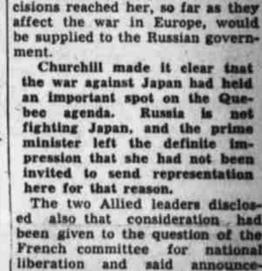 cisions reached her, so far as they
affect the war in Europe, would
be supplied to the Russian govern-
ment.
Churchill made it clear tnat
the war against Japan had held
an important spot on the Que-
bec agenda. Russia is not
fighting Japan, and the prime
minister left the definite im-
pression that she had not been
invited to send representation
here for that reason.
The two Allied leaders disclos-
ed also that consideration had
been given to the question of the
French committee for national
liberation and said announce-